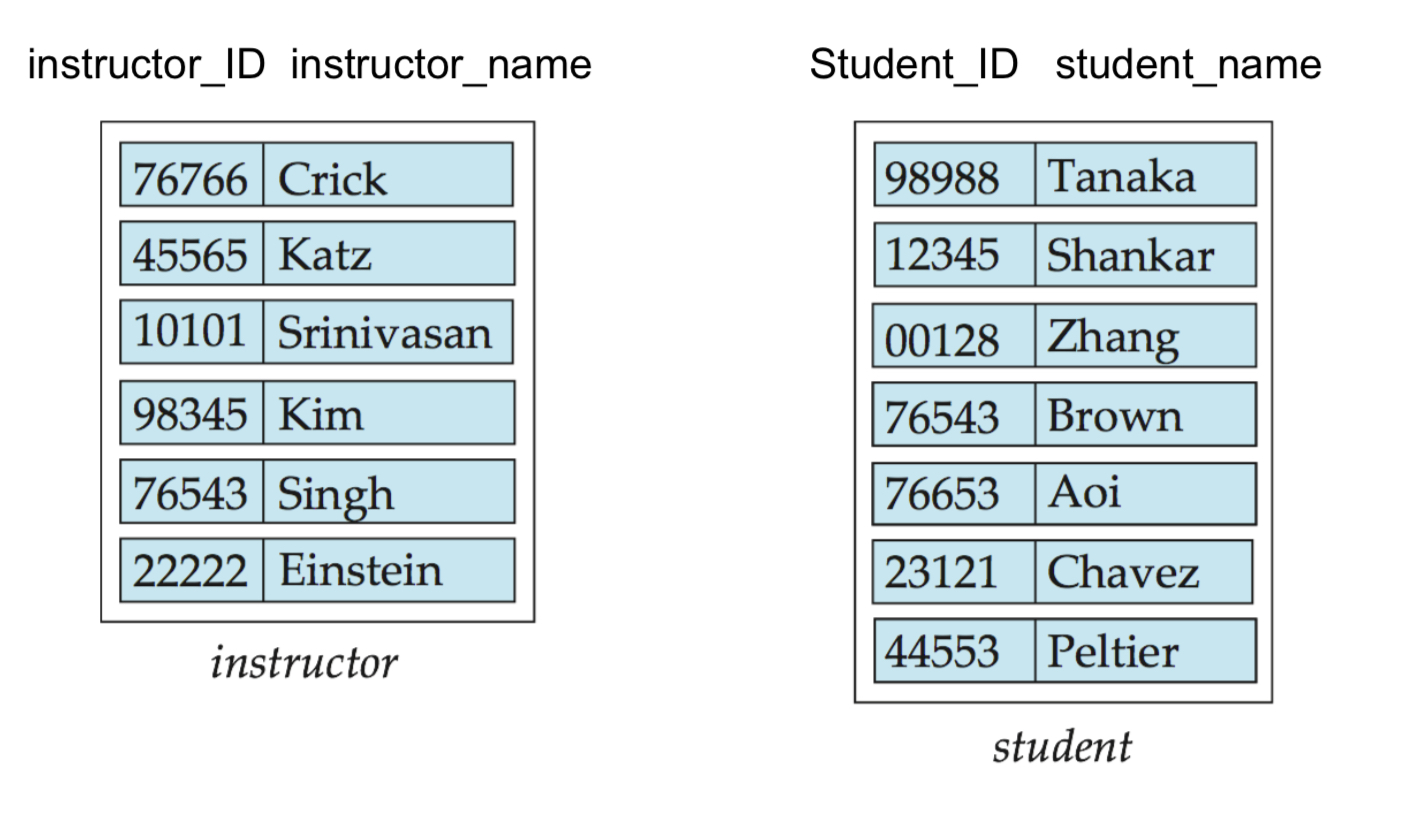 instructor_ID instructor_name
76766 Crick
45565 Katz
10101 Srinivasan
98345 Kim
76543 Singh
22222 Einstein
instructor
Student_ID student_name
98988 Tanaka
12345 Shankar
00128 Zhang
76543 Brown
76653 Aoi
23121 Chavez
44553 Peltier
student